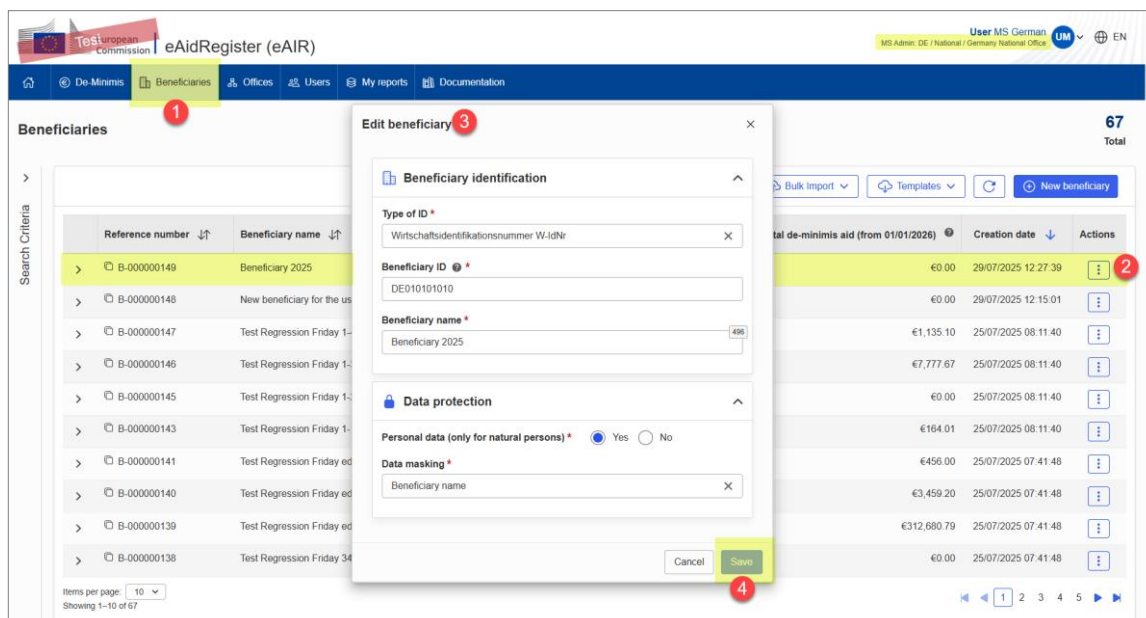 Test European Commission eAidRegister (eAIR)
User MS German
MS Admin: DE / National / Germany National Office
UM
EN
De-Minimis Beneficiaries Offices Users My reports Documentation
1
Beneficiaries
67
Total
Search Criteria
Bulk Import Templates New beneficiary
Reference number Beneficiary name tal de-minimis aid (from 01/01/2026) Creation date Actions
B-000000149 Beneficiary 2025 €0.00 29/07/2025 12:27:39 2
B-000000148 New beneficiary for the us €0.00 29/07/2025 12:15:01
B-000000147 Test Regression Friday 1- €1,135.10 25/07/2025 08:11:40
B-000000146 Test Regression Friday 1- €7,777.67 25/07/2025 08:11:40
B-000000145 Test Regression Friday 1- €0.00 25/07/2025 08:11:40
B-000000143 Test Regression Friday 1- €164.01 25/07/2025 08:11:40
B-000000141 Test Regression Friday ed €456.00 25/07/2025 07:41:48
B-000000140 Test Regression Friday ed €3,459.20 25/07/2025 07:41:48
B-000000139 Test Regression Friday ed €312,680.79 25/07/2025 07:41:48
B-000000138 Test Regression Friday 34 €0.00 25/07/2025 07:41:48
Items per page: 10
Showing 1–10 of 67
1 2 3 4 5
Edit beneficiary 3
Beneficiary identification
Type of ID *
Wirtschaftsidentifikationsnummer W-IdNr
Beneficiary ID *
DE010101010
Beneficiary name *
496
Beneficiary 2025
Data protection
Personal data (only for natural persons) * Yes No
Data masking *
Beneficiary name
Cancel Save
4